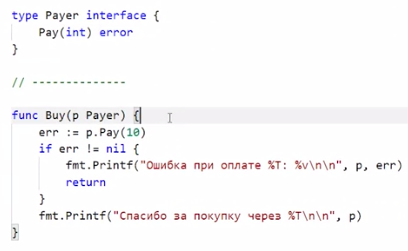 type Payer interface {
    Pay(int) error
}
// -------------
func Buy(p Payer) {
    err := p.Pay(10)
    if err != nil {
        fmt.Printf("Ошибка при оплате %T: %v\n\n", p, err)
        return
    }
    fmt.Printf("Спасибо за покупку через %T\n\n", p)
}